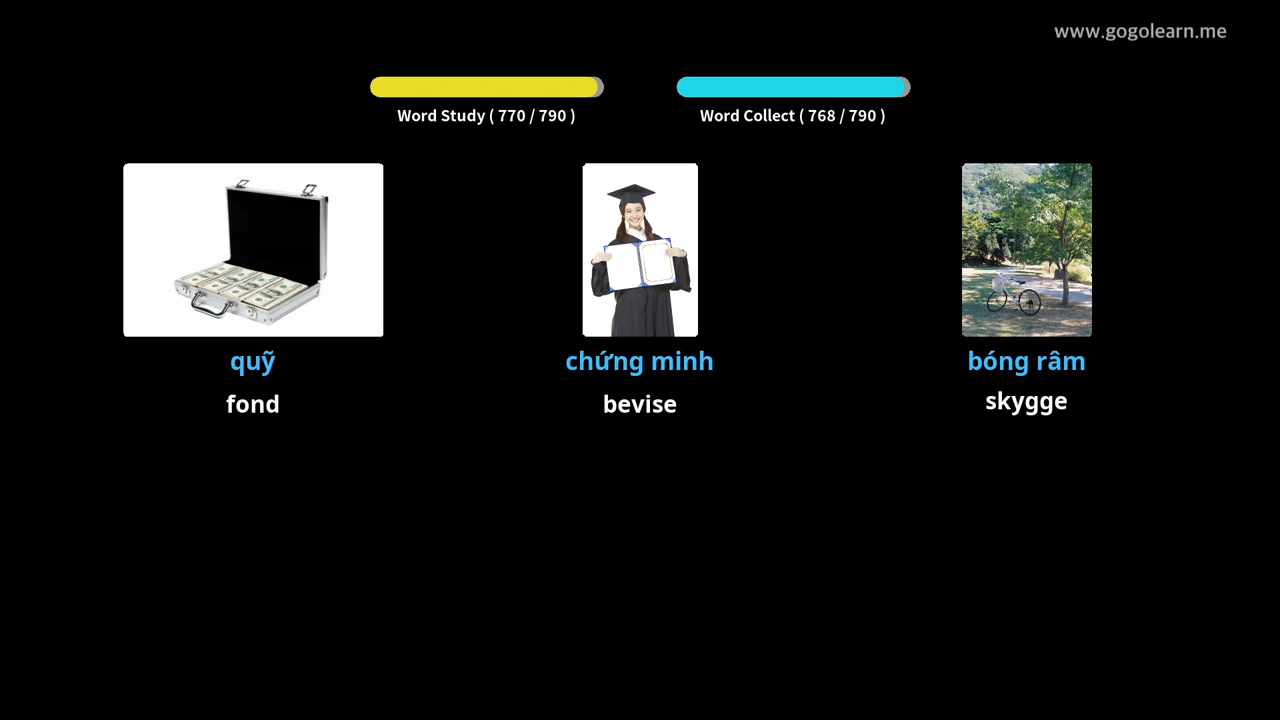 www.gogolearn.me
Word Study ( 770 / 790 )
Word Collect ( 768 / 790 )
quỹ
chứng minh
bóng râm
fond
bevise
skygge